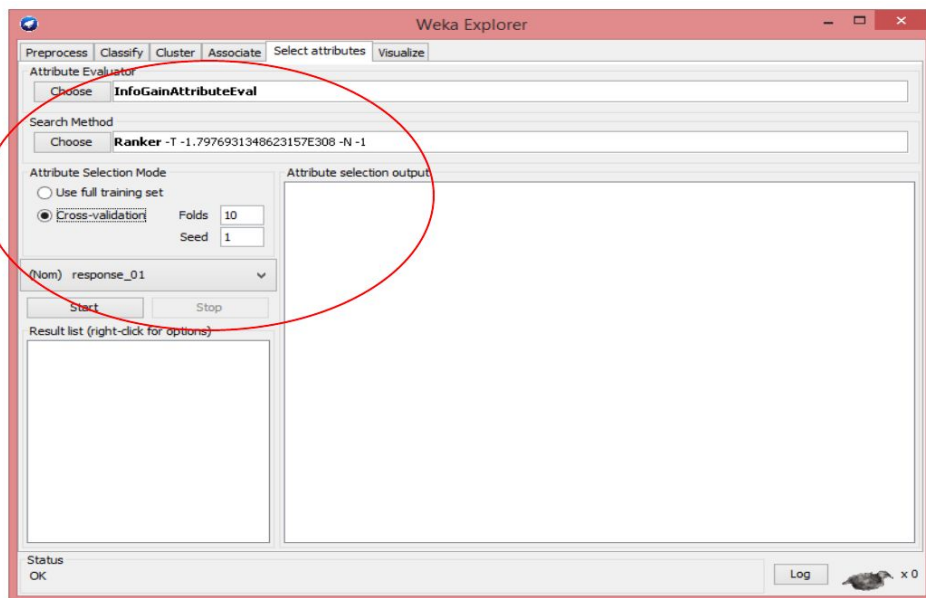 Weka Explorer
Preprocess Classify Cluster Associate Select attributes Visualize
Attribute Evaluator
Choose InfoGainAttributeEval
Search Method
Choose Ranker -T -1.7976931348623157E308 -N -1
Attribute Selection Mode
Use full training set
Cross-validation Folds 10
Seed 1
(Nom) response_01
Start Stop
Result list (right-click for options)
Attribute selection output
Status
OK
Log x 0